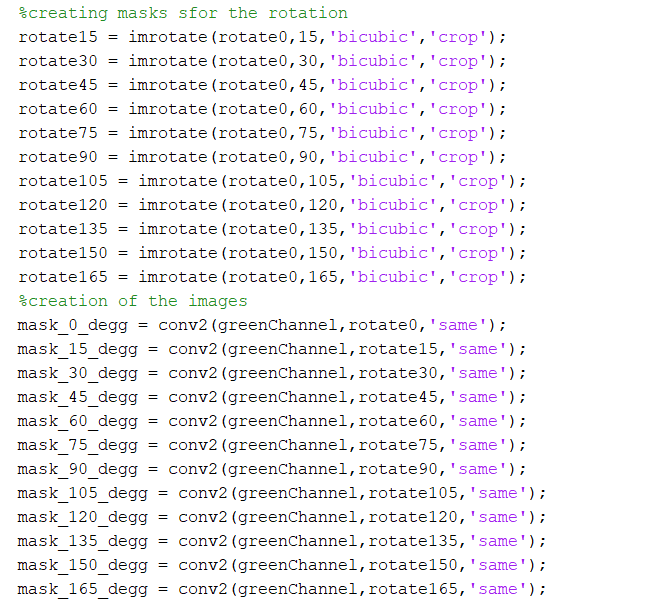 %creating masks sfor the rotation
rotate15 = imrotate(rotate0,15,'bicubic','crop');
rotate30 = imrotate(rotate0,30,'bicubic','crop');
rotate45 = imrotate(rotate0,45,'bicubic','crop');
rotate60 = imrotate(rotate0,60,'bicubic','crop');
rotate75 = imrotate(rotate0,75,'bicubic','crop');
rotate90 = imrotate(rotate0,90,'bicubic','crop');
rotate105 = imrotate(rotate0,105,'bicubic','crop');
rotate120 = imrotate(rotate0,120,'bicubic','crop');
rotate135 = imrotate(rotate0,135,'bicubic','crop');
rotate150 = imrotate(rotate0,150,'bicubic','crop');
rotate165 = imrotate(rotate0,165,'bicubic','crop');
%creation of the images
mask_0_degg = conv2(greenChannel,rotate0,'same');
mask_15_degg = conv2(greenChannel,rotate15,'same');
mask_30_degg = conv2(greenChannel,rotate30,'same');
mask_45_degg = conv2(greenChannel,rotate45,'same');
mask_60_degg = conv2(greenChannel,rotate60,'same');
mask_75_degg = conv2(greenChannel,rotate75,'same');
mask_90_degg = conv2(greenChannel,rotate90,'same');
mask_105_degg = conv2(greenChannel,rotate105,'same');
mask_120_degg = conv2(greenChannel,rotate120,'same');
mask_135_degg = conv2(greenChannel,rotate135,'same');
mask_150_degg = conv2(greenChannel,rotate150,'same');
mask_165_degg = conv2(greenChannel,rotate165,'same');